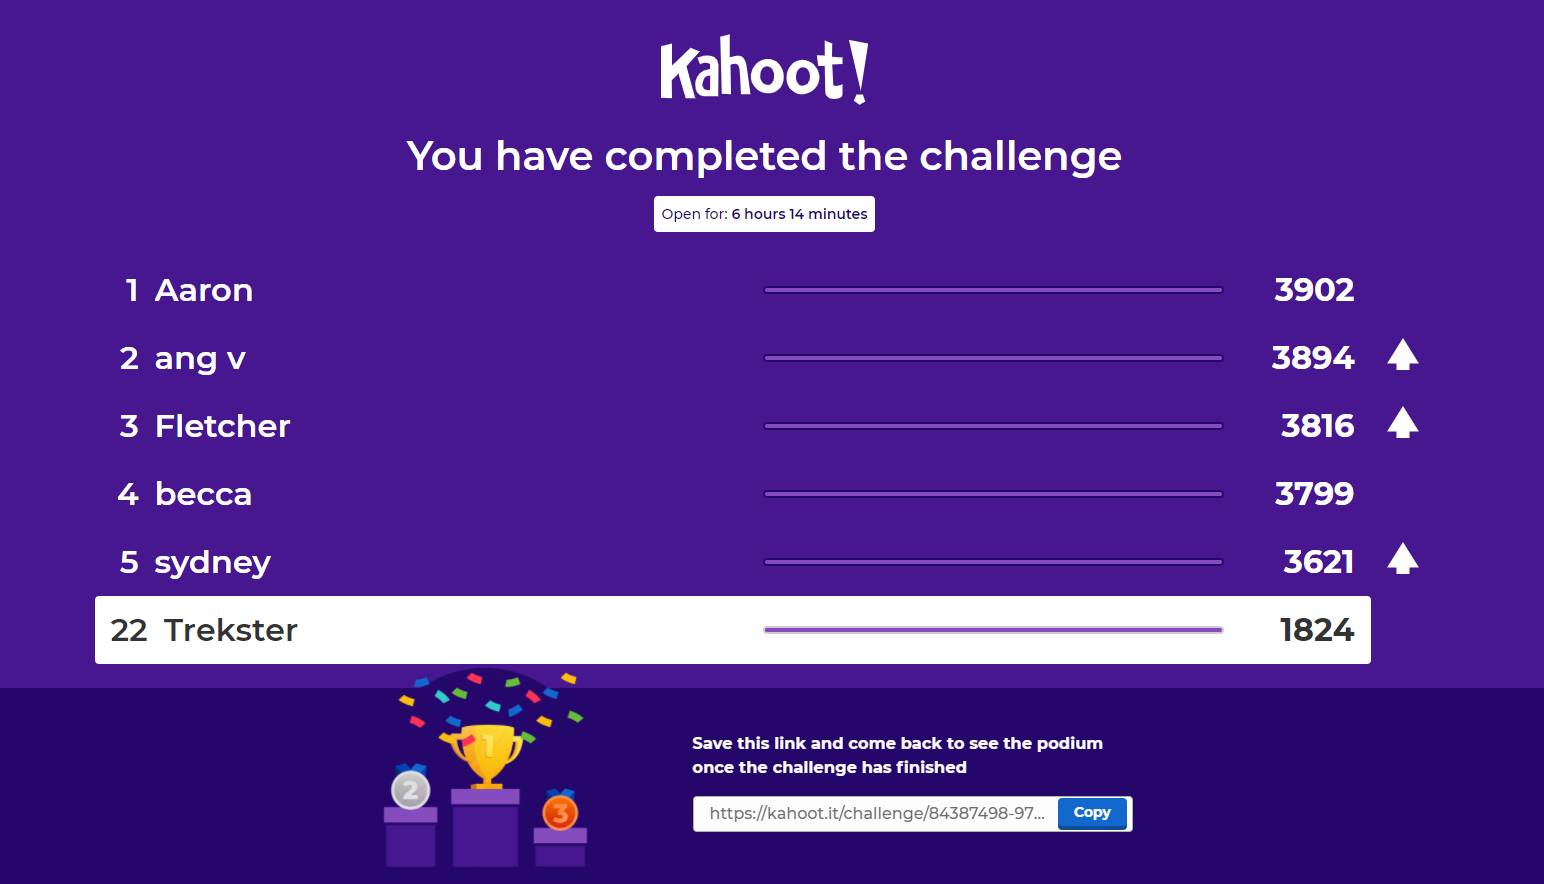 Kahoot!
You have completed the challenge
Open for: 6 hours 14 minutes
1 Aaron 3902
2 ang v 3894
3 Fletcher 3816
4 becca 3799
5 sydney 3621
22 Trekster 1824
1
2
3
Save this link and come back to see the podium
once the challenge has finished
https://kahoot.it/challenge/84387498-97... Copy